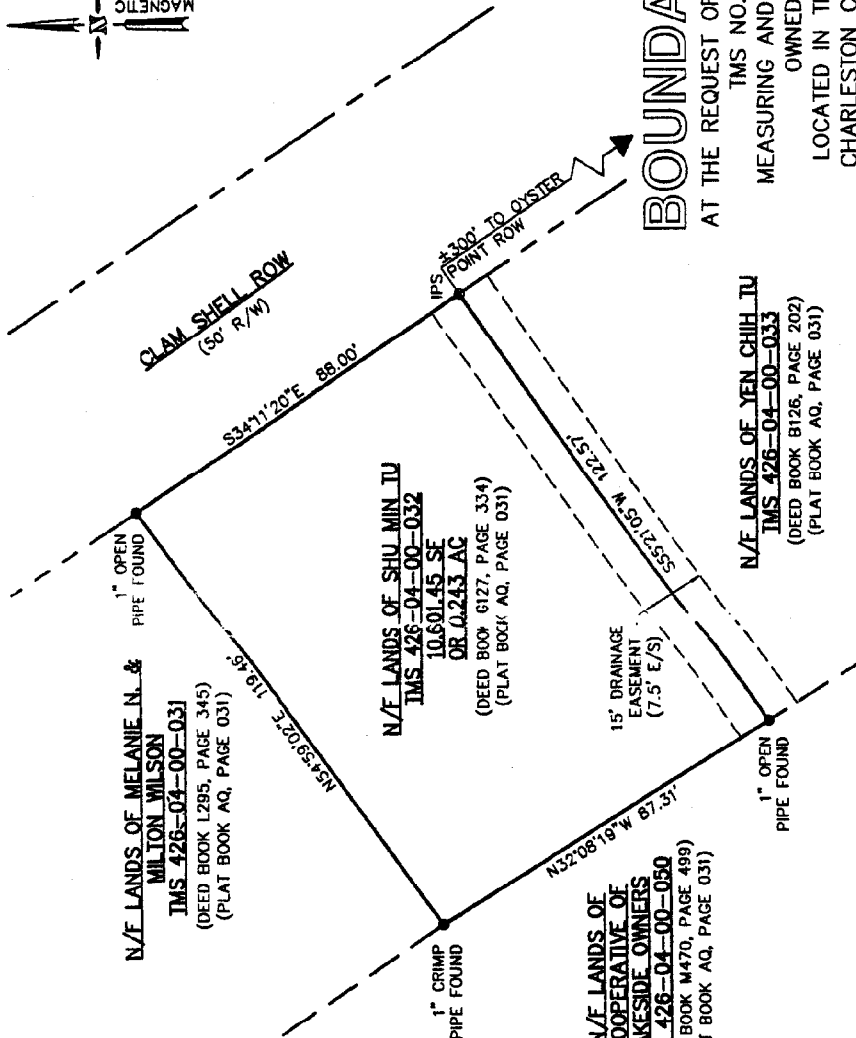 MAGNETIC
CLAM SHELL ROW
(50' R/W)
IPS
±300' TO OYSTER
POINT ROW
S34°11'20"E 88.00'
1" OPEN
PIPE FOUND
N/F LANDS OF MELANIE N. &
MILTON WILSON
TMS 426-04-00-031
(DEED BOOK L295, PAGE 345)
(PLAT BOOK AQ, PAGE 031)
N54°59'02"E 119.46'
N/F LANDS OF SHU MIN TU
TMS 426-04-00-032
10,601.45 SF
OR 0.243 AC
(DEED BOOK G127, PAGE 334)
(PLAT BOOK AQ, PAGE 031)
S55°21'05"W 122.57'
15' DRAINAGE
EASEMENT
(7.5' E/S)
N32°08'19"W 87.31'
1" CRIMP
PIPE FOUND
1" OPEN
PIPE FOUND
N/F LANDS OF YEN CHIH TU
TMS 426-04-00-033
(DEED BOOK B126, PAGE 202)
(PLAT BOOK AQ, PAGE 031)
N/F LANDS OF
OOPERATIVE OF
KESIDE OWNERS
426-04-00-050
BOOK M470, PAGE 499)
T BOOK AQ, PAGE 031)
BOUNDA
AT THE REQUEST OF
TMS NO.
MEASURING AND
OWNED
LOCATED IN T
CHARLESTON C